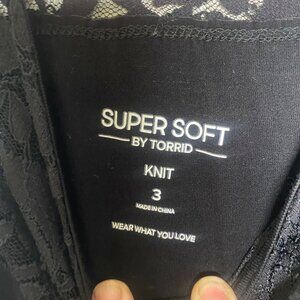 SUPER SOFT
BY TORRID
KNIT
3
MADE IN CHINA
WEAR WHAT YOU LOVE